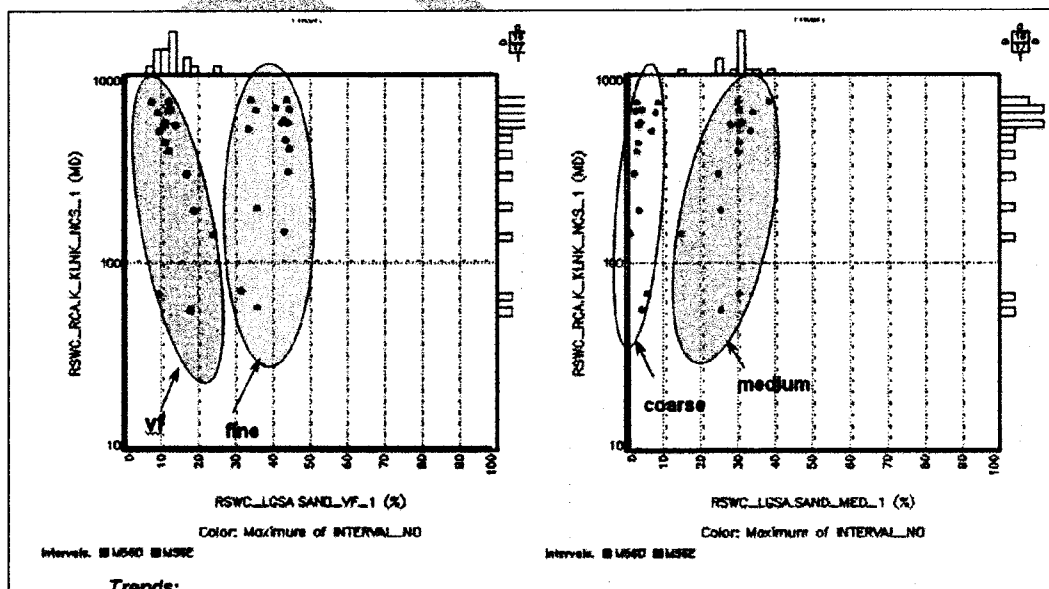 1000
1000
RSWC_RCA.K_KLNK_NCS_1 (MD)
RSWC_RCA.K_KLNK_NCS_1 (MD)
100
100
vf
fine
coarse
medium
10
10
0 10 20 30 40 50 60 70 80 90 100
0 10 20 30 40 50 60 70 80 90 100
RSWC_LGSA.SAND_VF_1 (%)
RSWC_LGSA.SAND_MED_1 (%)
Color: Maximum of INTERVAL_NO
Color: Maximum of INTERVAL_NO
Intervals.
Intervals.
Trends: